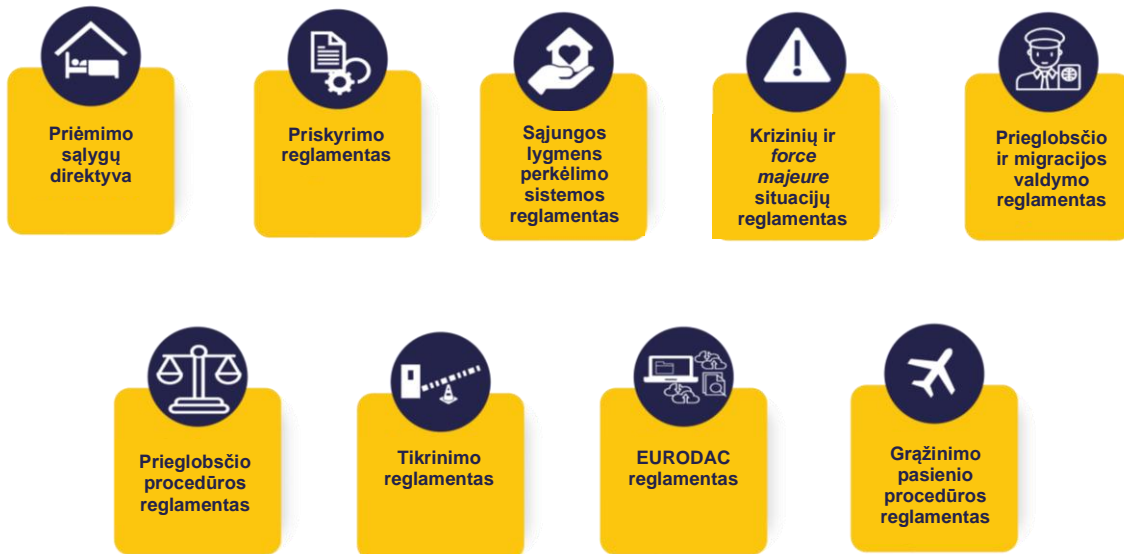 Priėmimo
sąlygų
direktyva
Priskyrimo
reglamentas
Sąjungos
lygmens
perkėlimo
sistemos
reglamentas
Krizinių ir
force
majeure
situacijų
reglamentas
Prieglobsčio
ir migracijos
valdymo
reglamentas
Prieglobsčio
procedūros
reglamentas
Tikrinimo
reglamentas
EURODAC
reglamentas
Grąžinimo
pasienio
procedūros
reglamentas